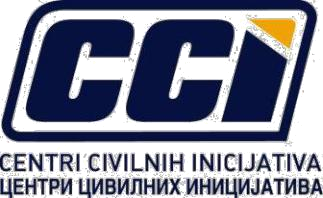 CCI
CENTRI CIVILNIH INICIJATIVA
ЦЕНТРИ ЦИВИЛНИХ ИНИЦИЈАТИВА